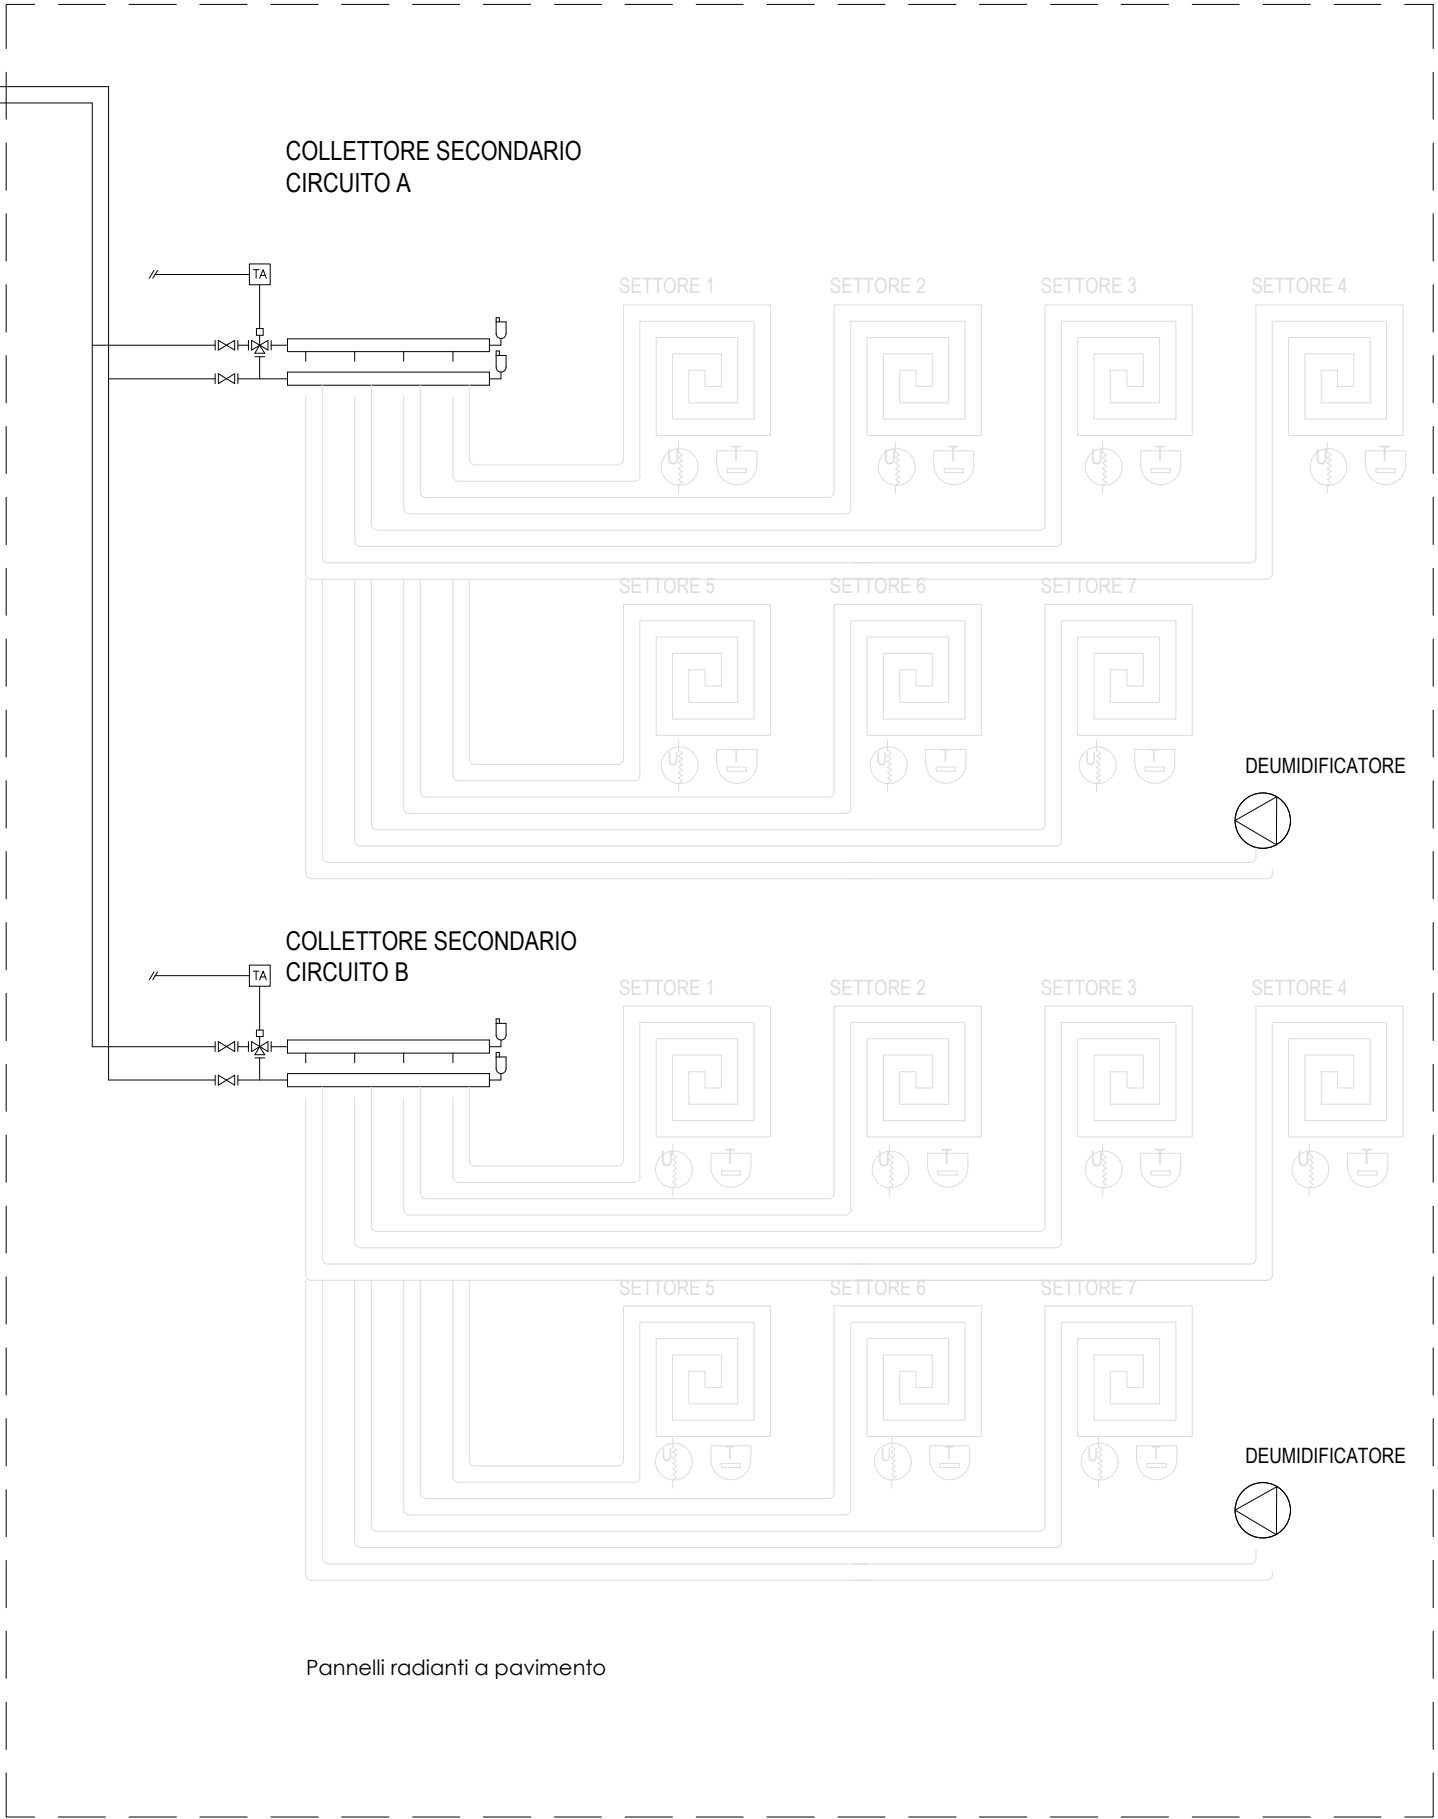 COLLETTORE SECONDARIO
CIRCUITO A
TA
SETTORE 1
SETTORE 2
SETTORE 3
SETTORE 4
U T
U T
U T
U T
SETTORE 5
SETTORE 6
SETTORE 7
U T
U T
U T
DEUMIDIFICATORE
COLLETTORE SECONDARIO
CIRCUITO B
TA
SETTORE 1
SETTORE 2
SETTORE 3
SETTORE 4
U T
U T
U T
U T
SETTORE 5
SETTORE 6
SETTORE 7
U T
U T
U T
DEUMIDIFICATORE
Pannelli radianti a pavimento